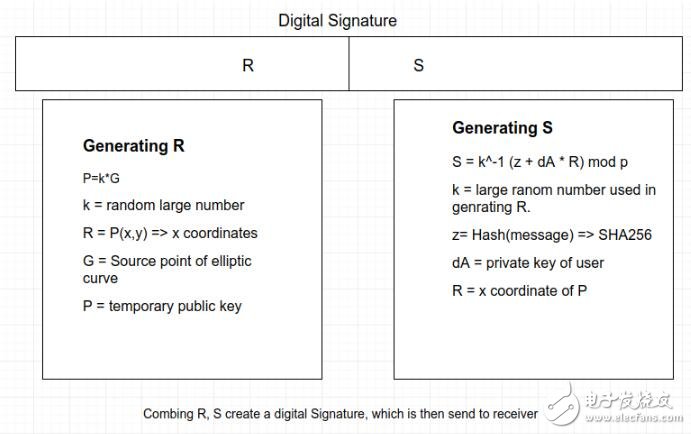 Digital Signature
R
S
Generating R
P=k*G
k = random large number
R = P(x,y) => x coordinates
G = Source point of elliptic
curve
P = temporary public key
Generating S
S = k^-1 (z + dA * R) mod p
k = large ranom number used in
genrating R.
z= Hash(message) => SHA256
dA = private key of user
R = x coordinate of P
Combing R, S create a digital Signature, which is then send to receiver
电子发烧友
www.elecfans.com